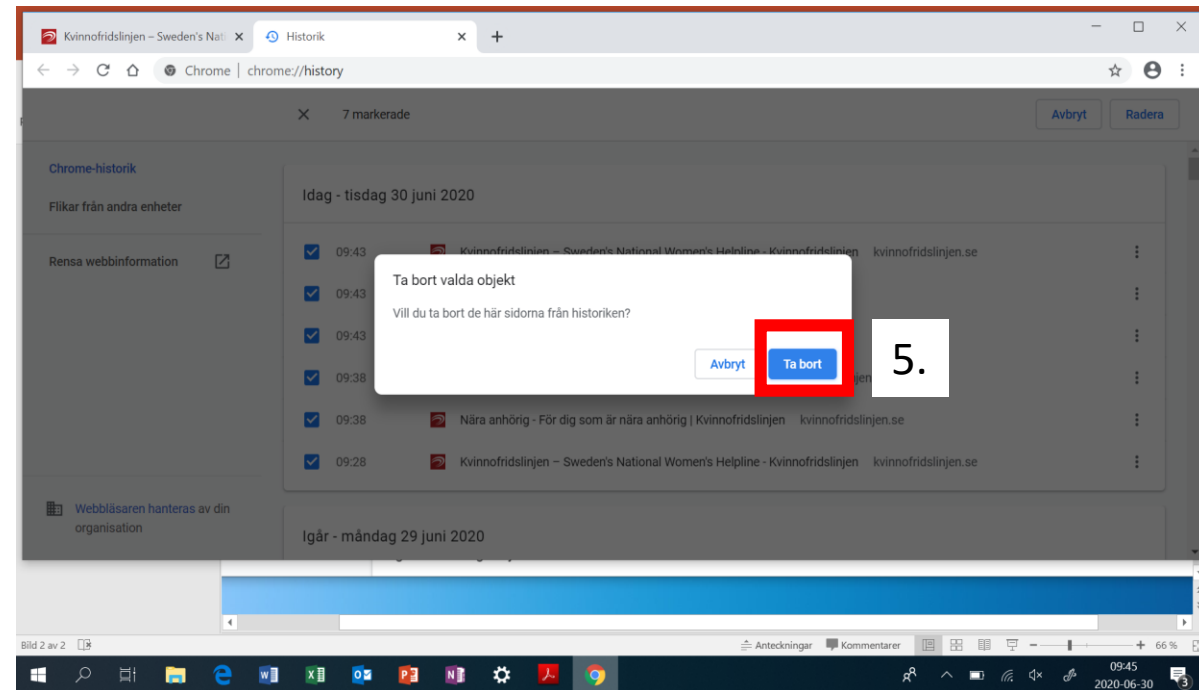 Kvinnofridslinjen – Sweden's Nati
Historik
Chrome | chrome://history
7 markerade
Avbryt
Radera
Chrome-historik
Flikar från andra enheter
Rensa webbinformation
Webbläsaren hanteras av din
organisation
Idag - tisdag 30 juni 2020
09:43 Kvinnofridslinjen – Sweden's National Women's Helpline - Kvinnofridslinjen kvinnofridslinjen.se
09:43
09:43
09:38
09:38 Nära anhörig - För dig som är nära anhörig | Kvinnofridslinjen kvinnofridslinjen.se
09:28 Kvinnofridslinjen – Sweden's National Women's Helpline - Kvinnofridslinjen kvinnofridslinjen.se
Igår - måndag 29 juni 2020
Ta bort valda objekt
Vill du ta bort de här sidorna från historiken?
Avbryt
Ta bort
5.
Bild 2 av 2
Anteckningar
Kommentarer
66 %
09:45
2020-06-30
3